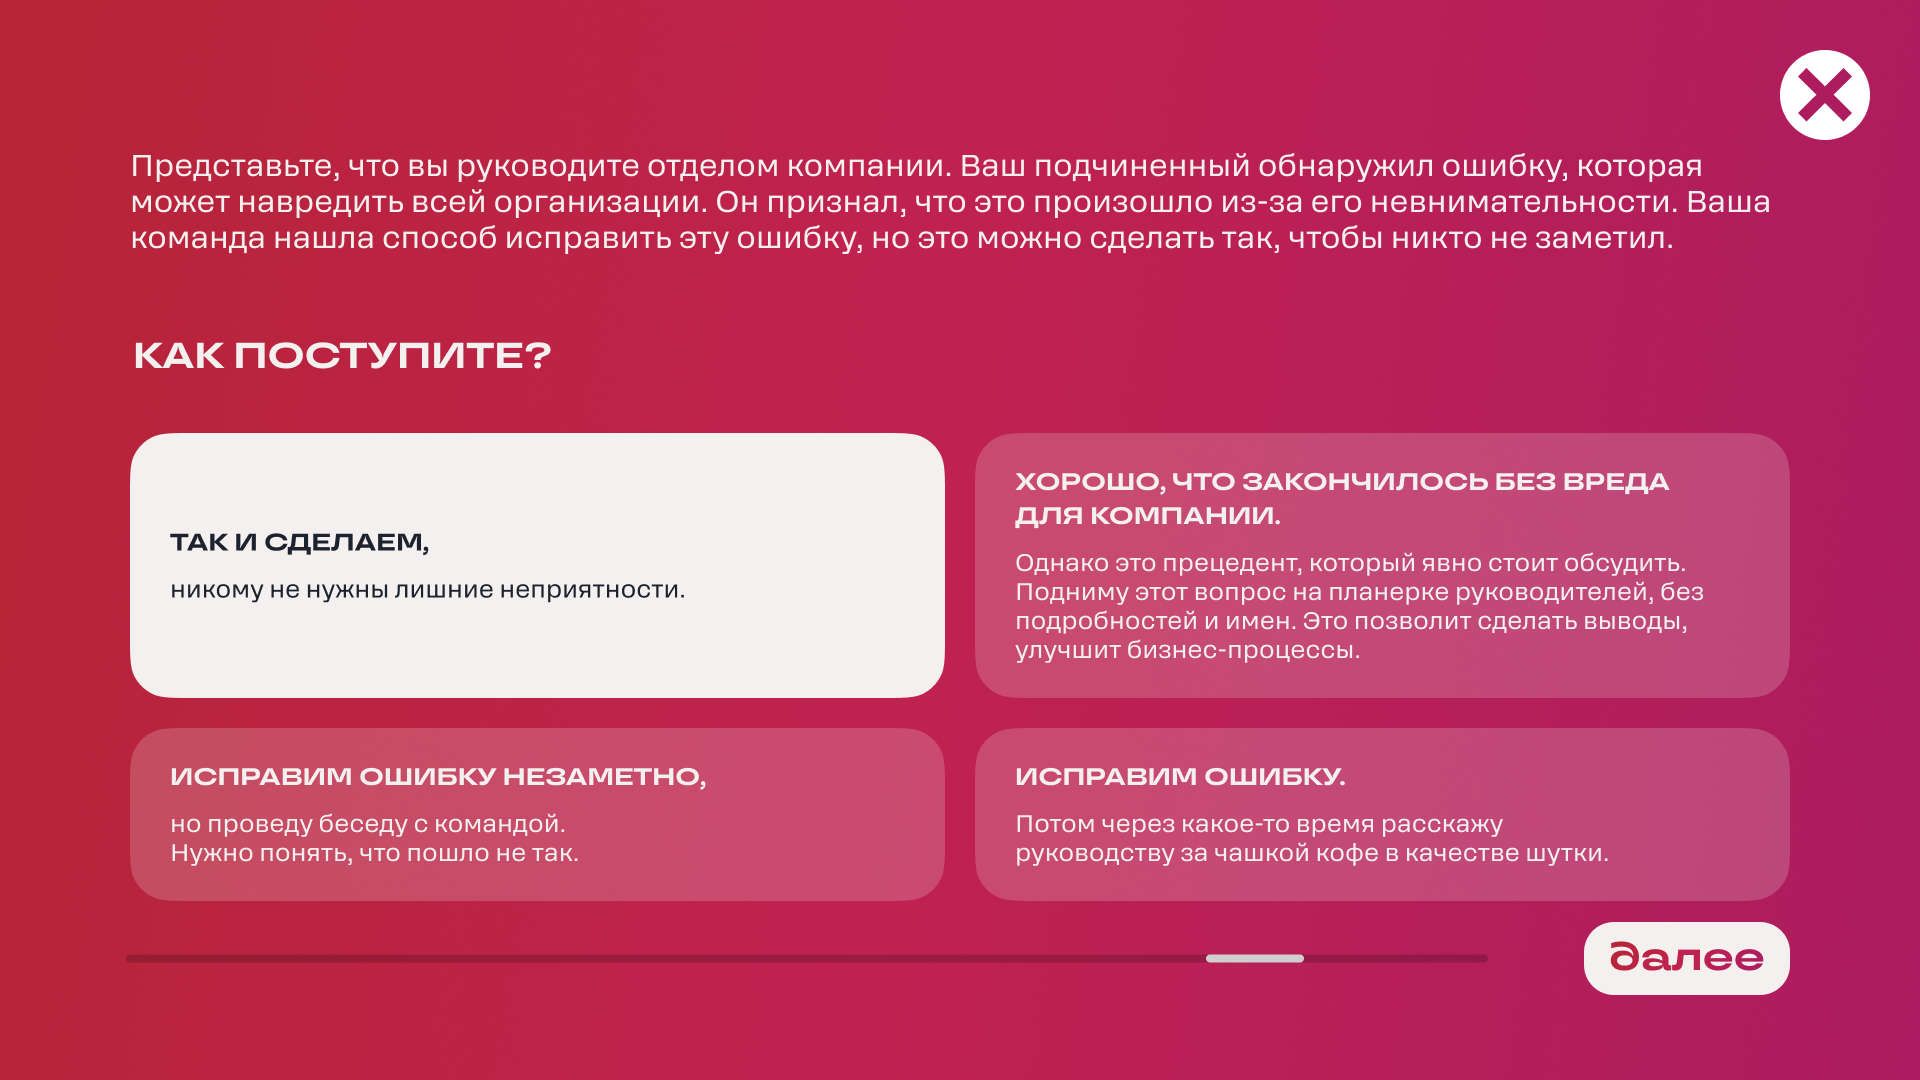 Представьте, что вы руководите отделом компании. Ваш подчиненный обнаружил ошибку, которая
может навредить всей организации. Он признал, что это произошло из-за его невнимательности. Ваша
команда нашла способ исправить эту ошибку, но это можно сделать так, чтобы никто не заметил.
КАК ПОСТУПИТЕ?
ТАК И СДЕЛАЕМ,
никому не нужны лишние неприятности.
ХОРОШО, ЧТО ЗАКОНЧИЛОСЬ БЕЗ ВРЕДА
ДЛЯ КОМПАНИИ.
Однако это прецедент, который явно стоит обсудить.
Подниму этот вопрос на планерке руководителей, без
подробностей и имен. Это позволит сделать выводы,
улучшит бизнес-процессы.
ИСПРАВИМ ОШИБКУ НЕЗАМЕТНО,
но проведу беседу с командой.
Нужно понять, что пошло не так.
ИСПРАВИМ ОШИБКУ.
Потом через какое-то время расскажу
руководству за чашкой кофе в качестве шутки.
далее